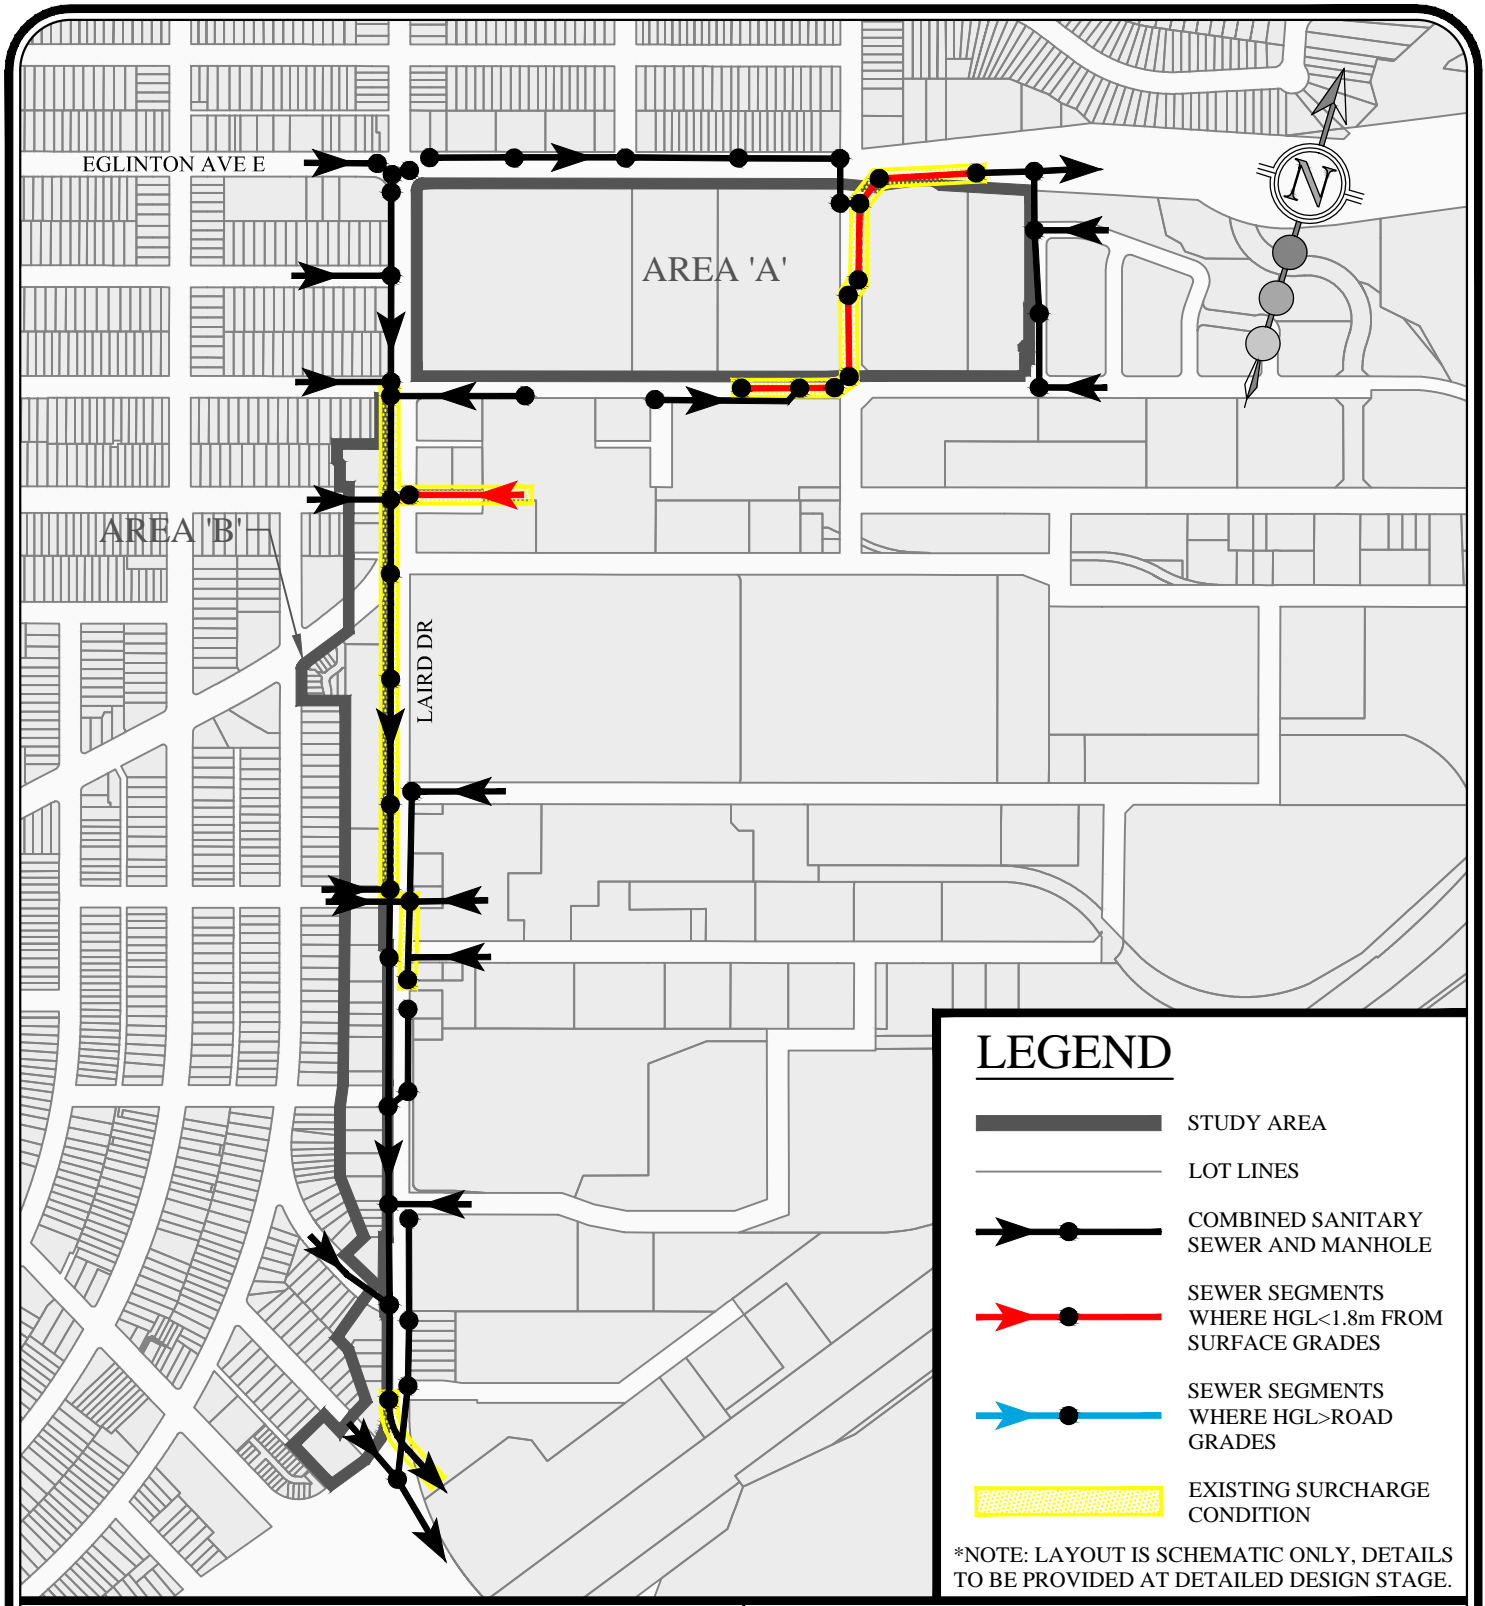 EGLINTON AVE E
AREA 'A'
N
AREA 'B'
LAIRD DR
LEGEND
STUDY AREA
LOT LINES
COMBINED SANITARY
SEWER AND MANHOLE
SEWER SEGMENTS
WHERE HGL<1.8m FROM
SURFACE GRADES
SEWER SEGMENTS
WHERE HGL>ROAD
GRADES
EXISTING SURCHARGE
CONDITION
*NOTE: LAYOUT IS SCHEMATIC ONLY, DETAILS
TO BE PROVIDED AT DETAILED DESIGN STAGE.